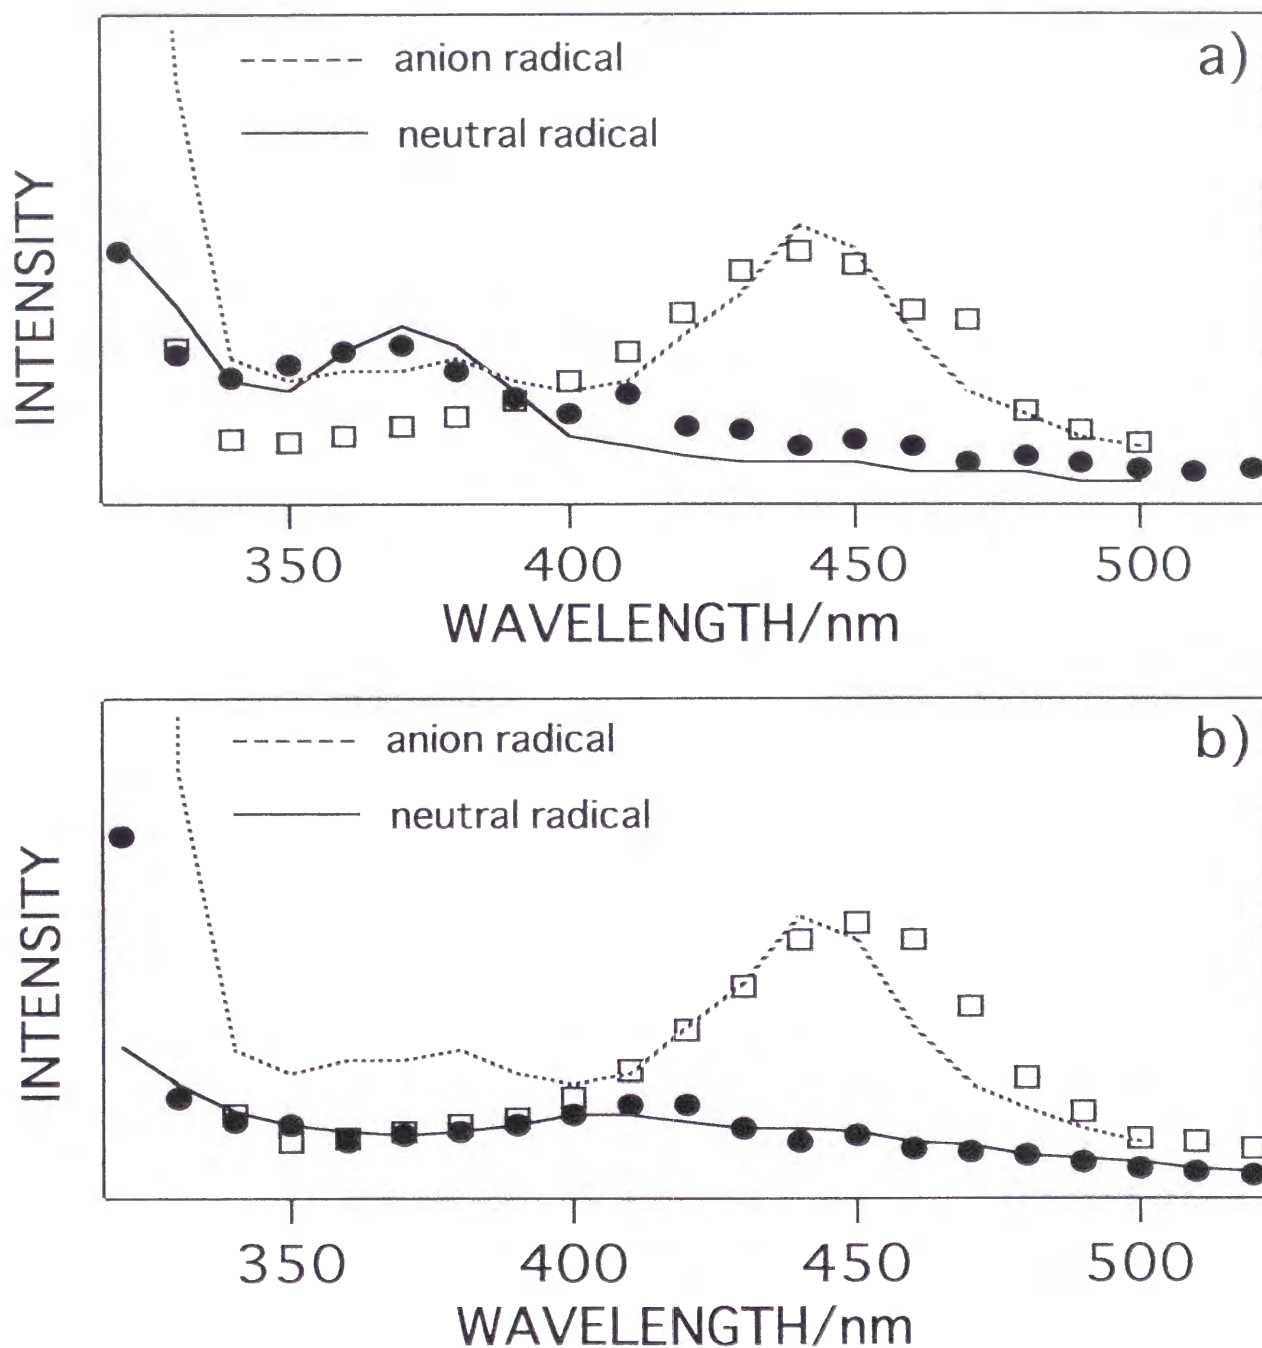 a)
anion radical
neutral radical
INTENSITY
350 400 450 500
WAVELENGTH/nm
b)
anion radical
neutral radical
INTENSITY
350 400 450 500
WAVELENGTH/nm